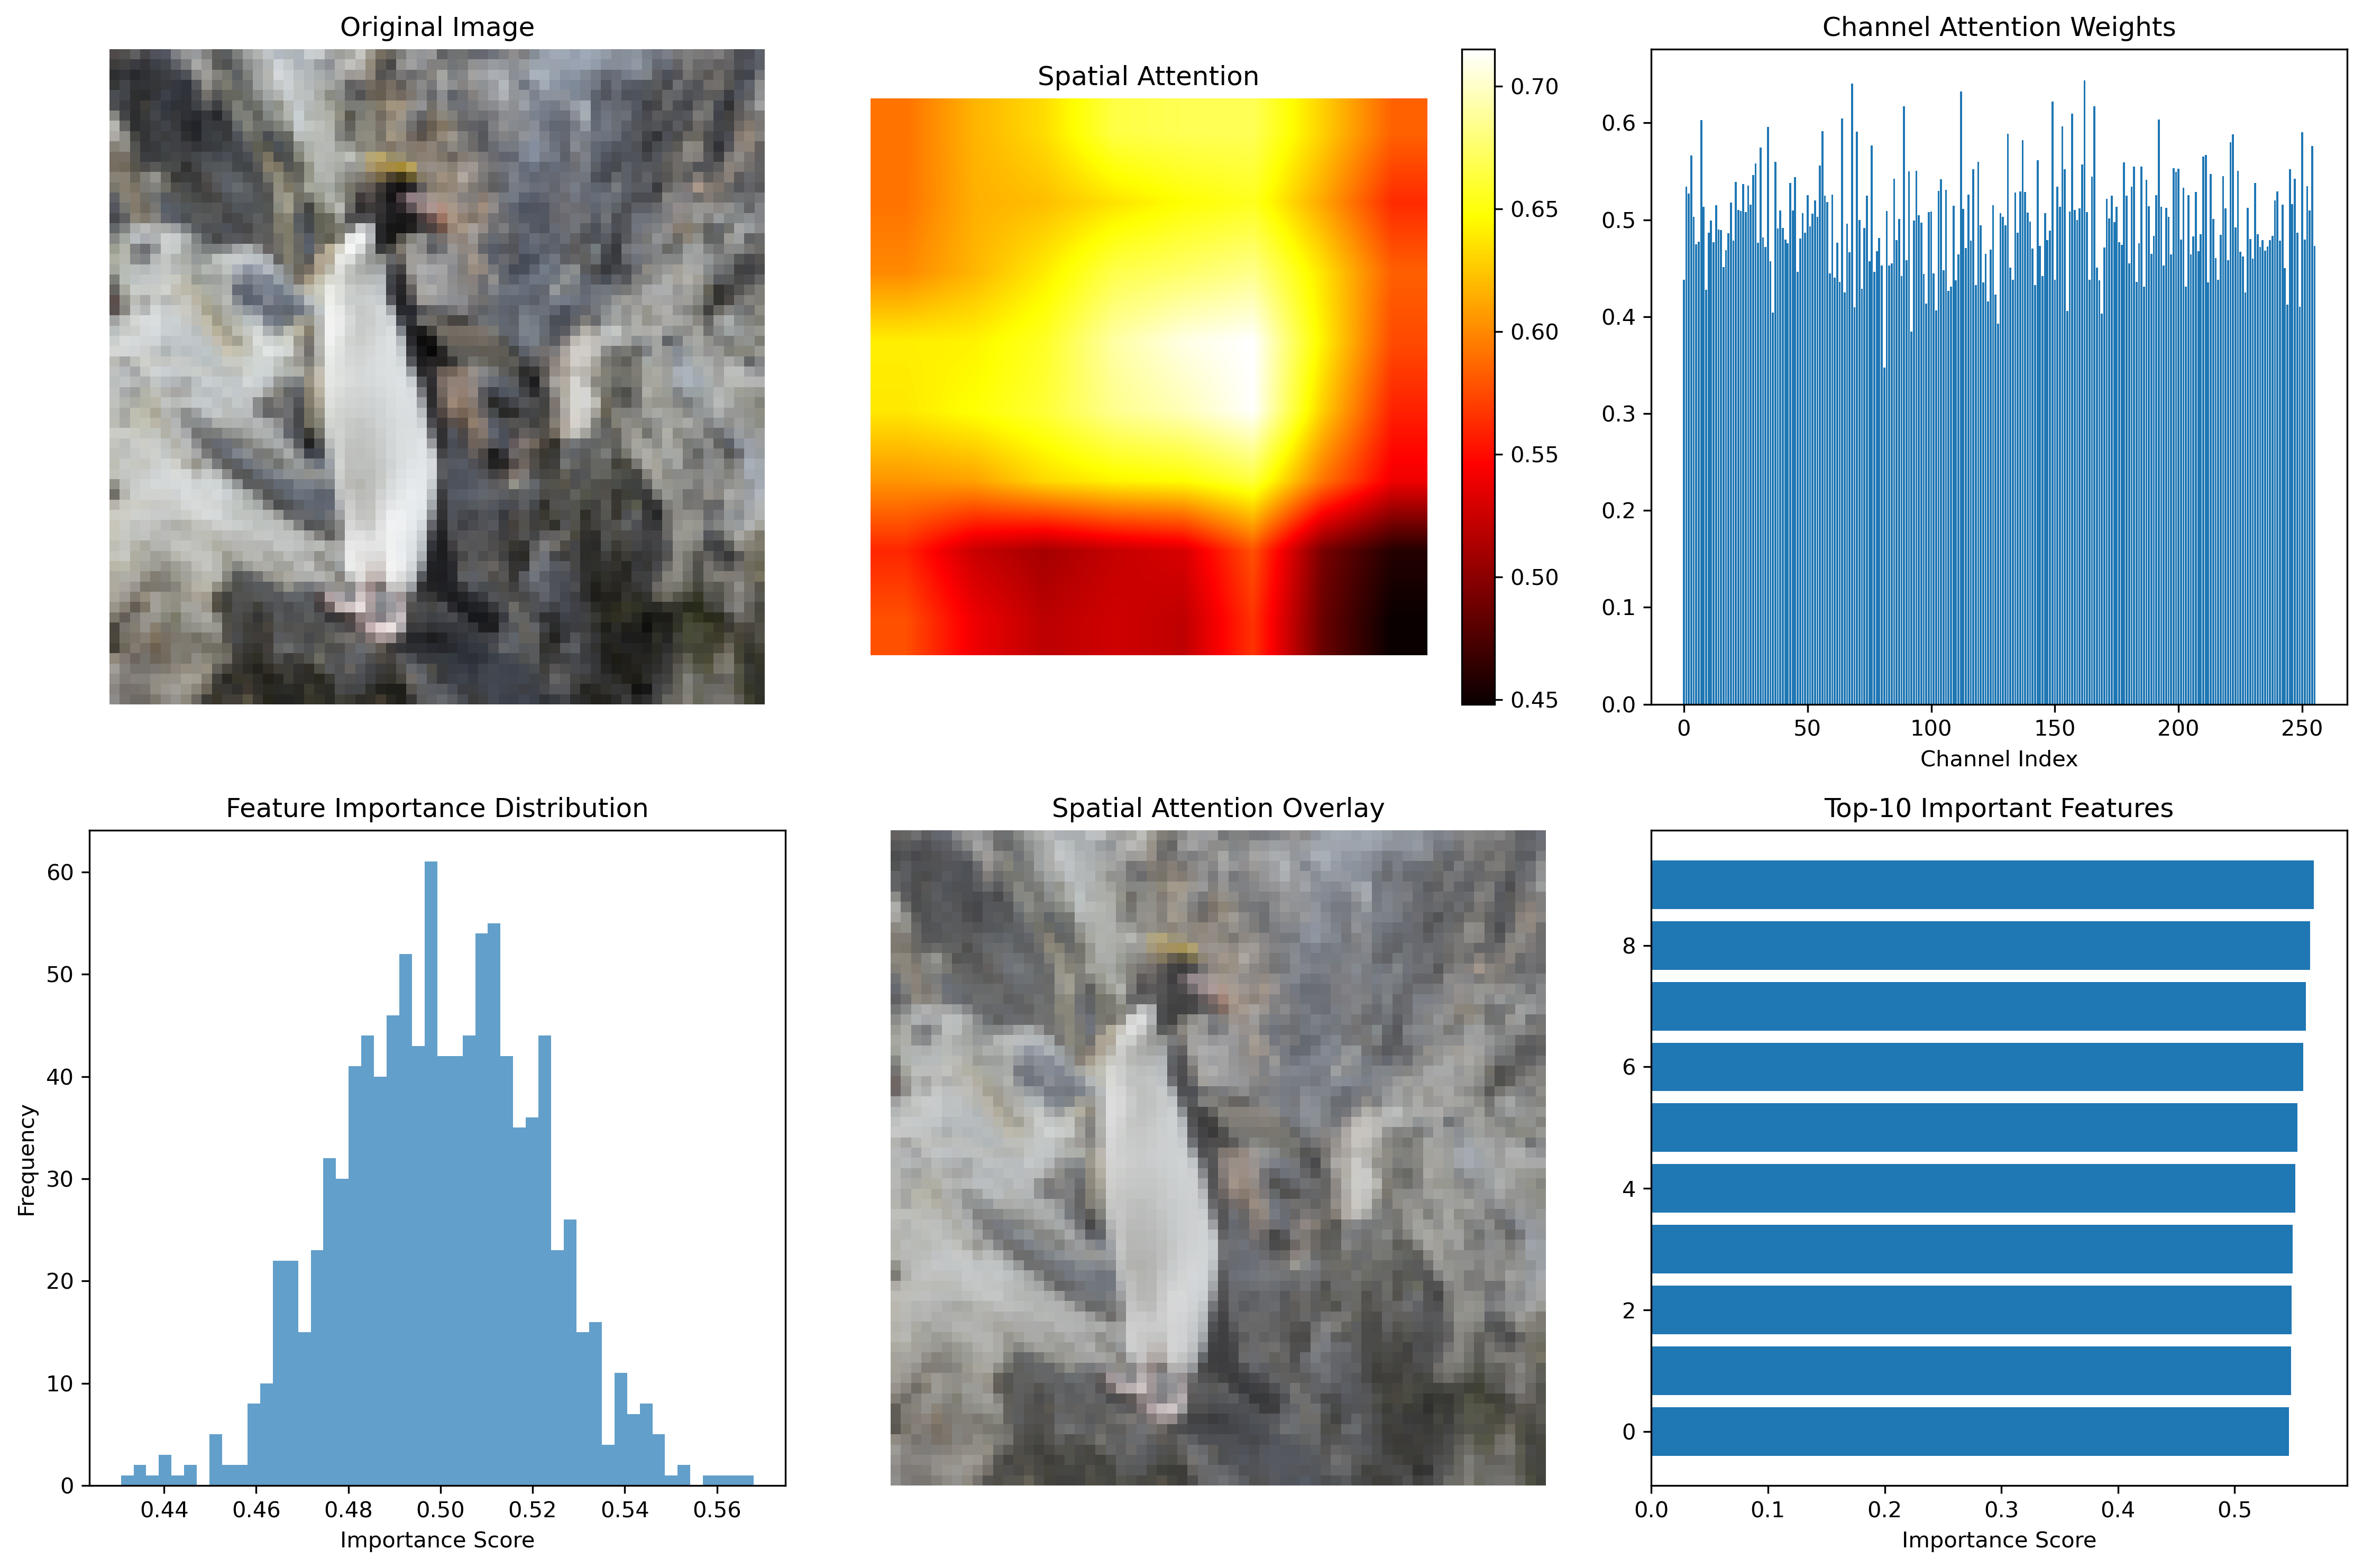 Original Image
Spatial Attention
0.70
0.65
0.60
0.55
0.50
0.45
Channel Attention Weights
0.6
0.5
0.4
0.3
0.2
0.1
0.0
0 50 100 150 200 250
Channel Index
Feature Importance Distribution
Frequency
60
50
40
30
20
10
0
0.44 0.46 0.48 0.50 0.52 0.54 0.56
Importance Score
Spatial Attention Overlay
Top-10 Important Features
8
6
4
2
0
0.0 0.1 0.2 0.3 0.4 0.5
Importance Score